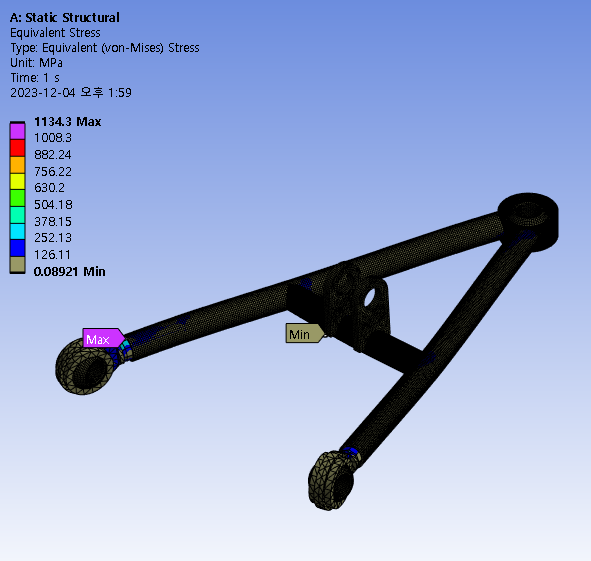 A: Static Structural
Equivalent Stress
Type: Equivalent (von-Mises) Stress
Unit: MPa
Time: 1 s
2023-12-04 오후 1:59
1134.3 Max
1008.3
882.24
756.22
630.2
504.18
378.15
252.13
126.11
0.08921 Min
Max
Min